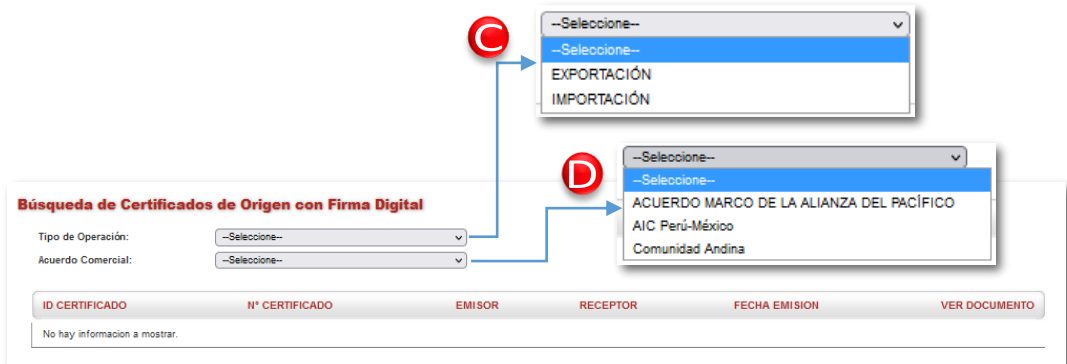 C
--Seleccione--
--Seleccione--
EXPORTACIÓN
IMPORTACIÓN
D
--Seleccione--
--Seleccione--
ACUERDO MARCO DE LA ALIANZA DEL PACÍFICO
AIC Perú-México
Comunidad Andina
Búsqueda de Certificados de Origen con Firma Digital
Tipo de Operación: --Seleccione--
Acuerdo Comercial: --Seleccione--
ID CERTIFICADO N° CERTIFICADO EMISOR RECEPTOR FECHA EMISION VER DOCUMENTO
No hay informacion a mostrar.